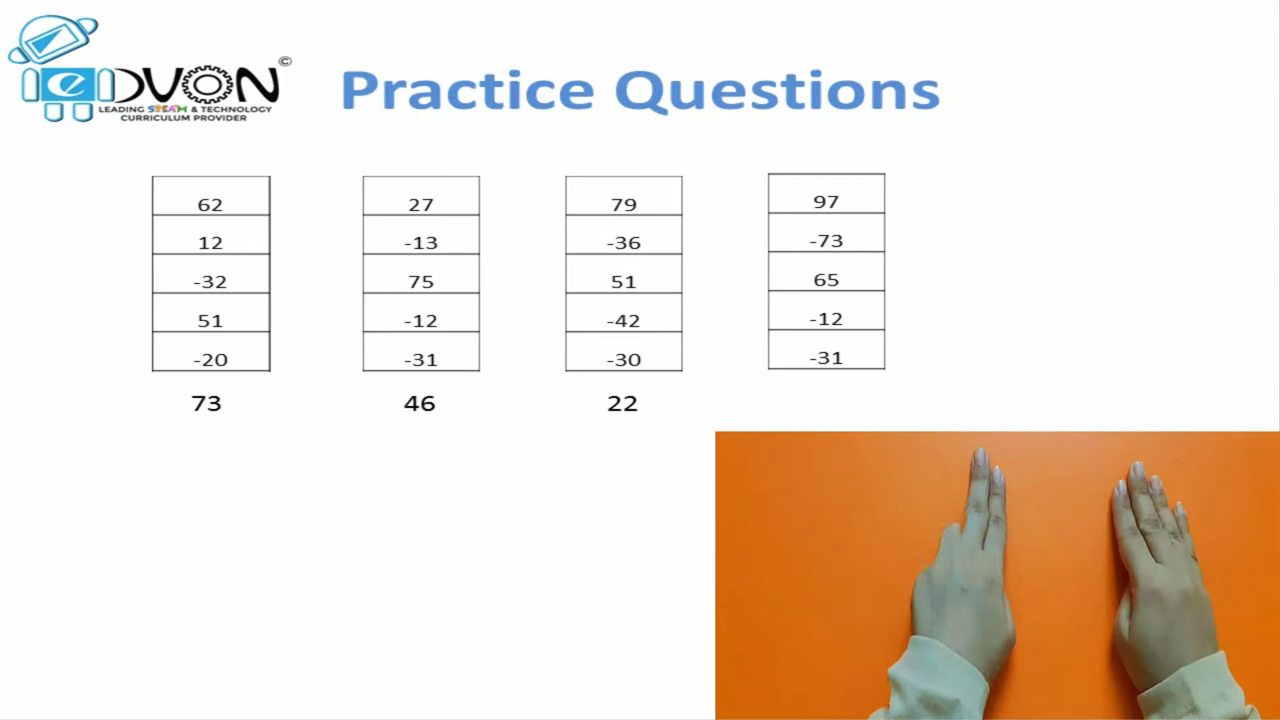 ©
eDVON
LEADING STEAM & TECHNOLOGY
CURRICULUM PROVIDER
Practice Questions
62 27 79 97
12 -13 -36 -73
-32 75 51 65
51 -12 -42 -12
-20 -31 -30 -31
73 46 22